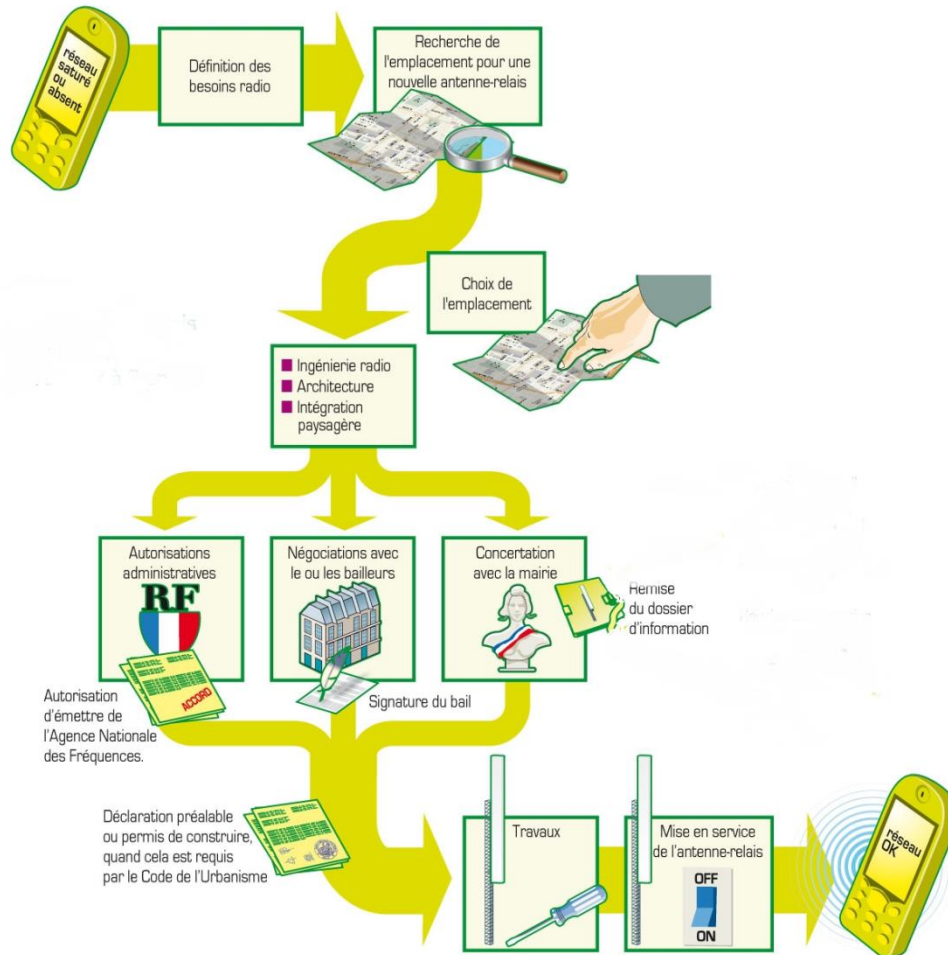 réseau
saturé
ou
absent
Définition des
besoins radio
Recherche de
l'emplacement pour une
nouvelle antenne-relais
Choix de
l'emplacement
Ingénierie radio
Architecture
Intégration
paysagère
Autorisations
administratives
RF
ACCORD
Autorisation
d'émettre de
l'Agence Nationale
des Fréquences.
Négociations avec
le ou les bailleurs
Signature du bail
Concertation
avec la mairie
Remise
du dossier
d'information
Déclaration préalable
ou permis de construire,
quand cela est requis
par le Code de l'Urbanisme
Travaux
Mise en service
de l'antenne-relais
OFF
ON
réseau
OK